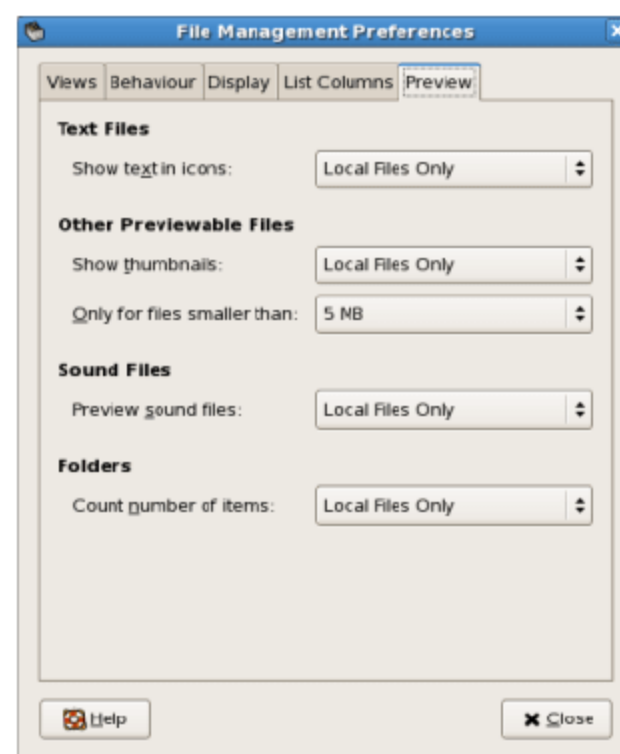 File Management Preferences
Views Behaviour Display List Columns Preview
Text Files
Show text in icons: Local Files Only
Other Previewable Files
Show thumbnails: Local Files Only
Only for files smaller than: 5 MB
Sound Files
Preview sound files: Local Files Only
Folders
Count number of items: Local Files Only
Help Close